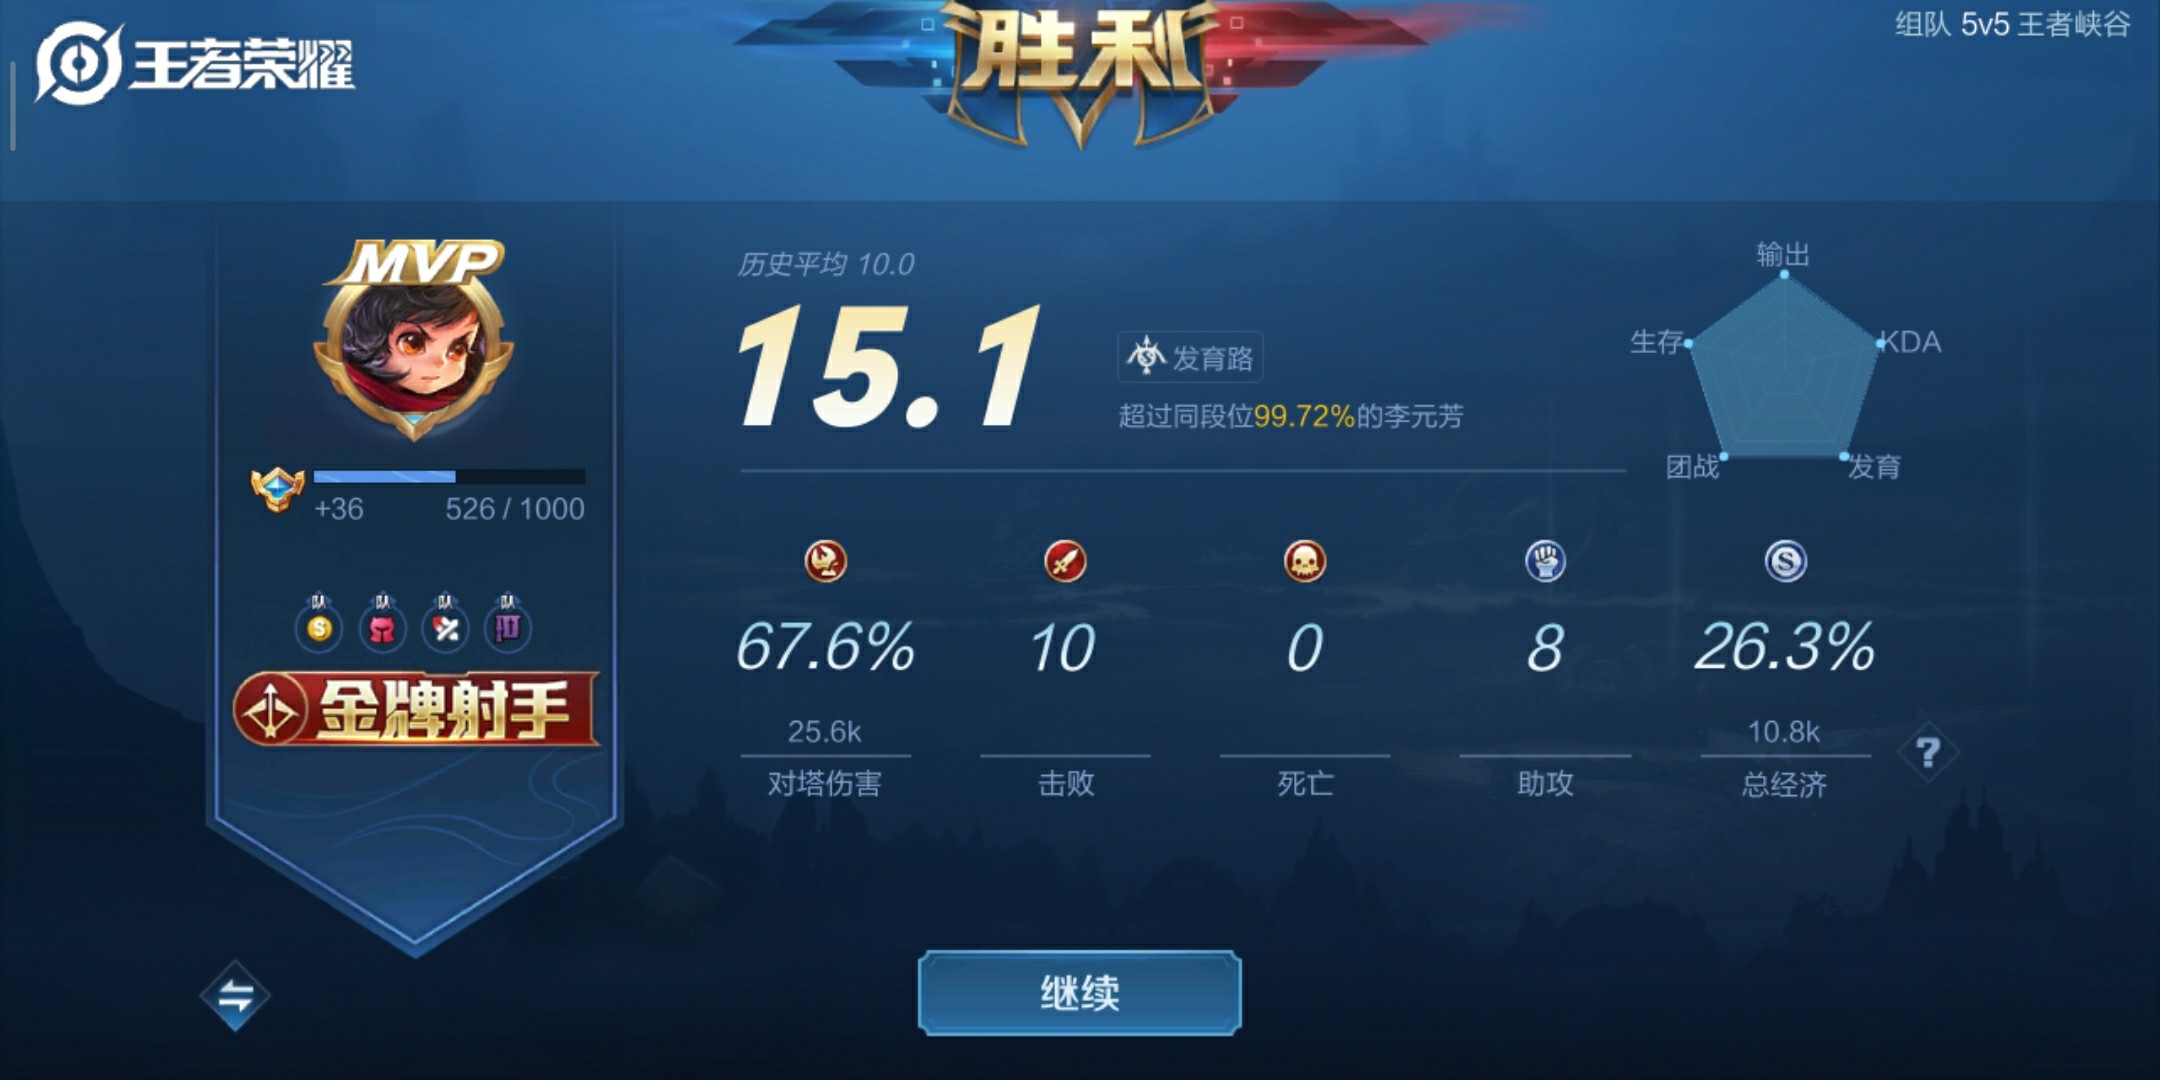 王者荣耀
胜利
组队 5v5 王者峡谷
MVP
+36
526 / 1000
队 队 队 队
金牌射手
历史平均 10.0
15.1
发育路
超过同段位99.72%的李元芳
输出
生存
KDA
团战
发育
67.6%
10
0
8
26.3%
25.6k
10.8k
对塔伤害
击败
死亡
助攻
总经济
?
继续